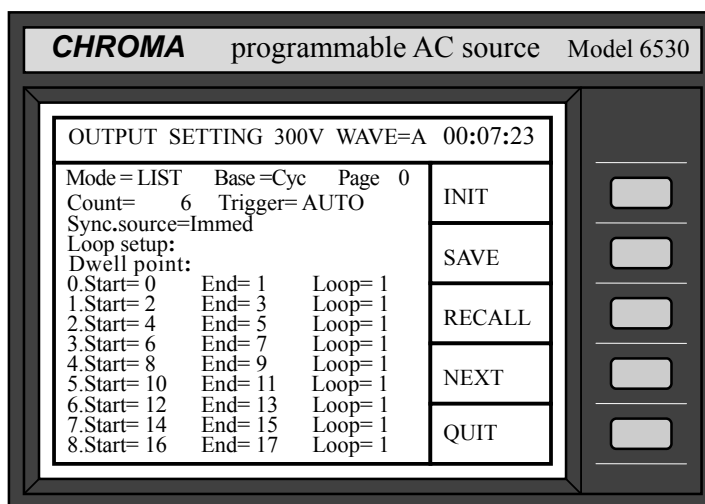 CHROMA programmable AC source Model 6530
OUTPUT SETTING 300V WAVE=A 00:07:23
Mode = LIST Base =Cyc Page 0
Count= 6 Trigger= AUTO
Sync.source=Immed
Loop setup:
Dwell point:
0.Start= 0 End= 1 Loop= 1
1.Start= 2 End= 3 Loop= 1
2.Start= 4 End= 5 Loop= 1
3.Start= 6 End= 7 Loop= 1
4.Start= 8 End= 9 Loop= 1
5.Start= 10 End= 11 Loop= 1
6.Start= 12 End= 13 Loop= 1
7.Start= 14 End= 15 Loop= 1
8.Start= 16 End= 17 Loop= 1
INIT
SAVE
RECALL
NEXT
QUIT